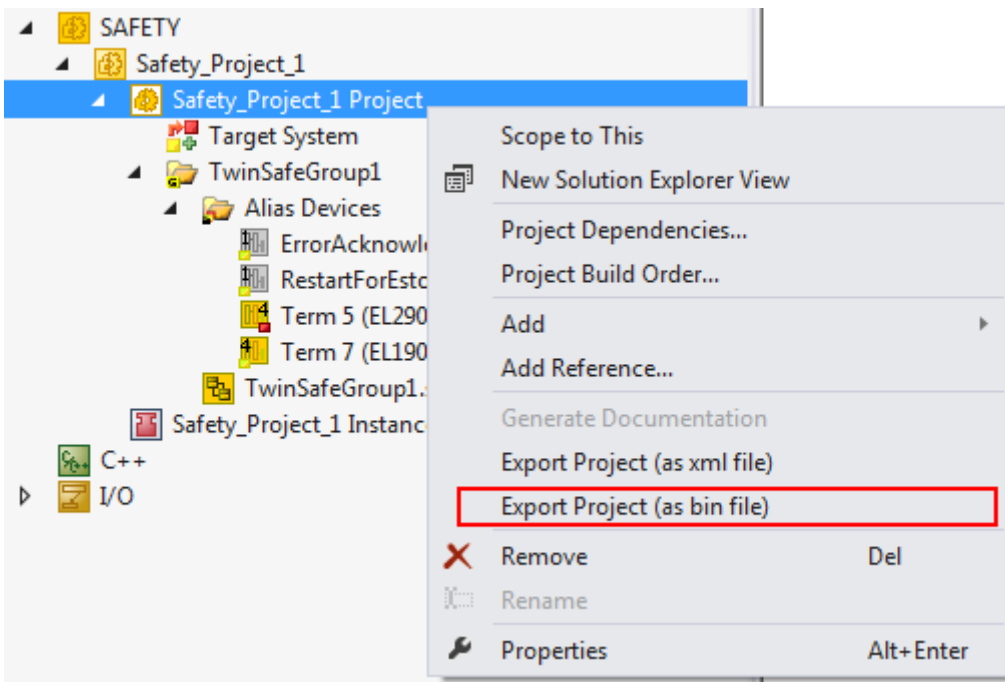 SAFETY
Safety_Project_1
Safety_Project_1 Project
Target System
TwinSafeGroup1
Alias Devices
ErrorAcknowl
RestartForEsto
Term 5 (EL290
Term 7 (EL190
TwinSafeGroup1.
Safety_Project_1 Instanc
C++
I/O
Scope to This
New Solution Explorer View
Project Dependencies...
Project Build Order...
Add
Add Reference...
Generate Documentation
Export Project (as xml file)
Export Project (as bin file)
Remove Del
Rename
Properties Alt+Enter